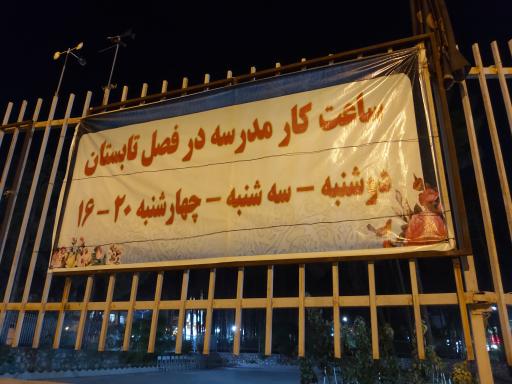 ساعت کار مدرسه در فصل تابستان
دوشنبه - سه شنبه - چهارشنبه ۲۰ - ۱۶